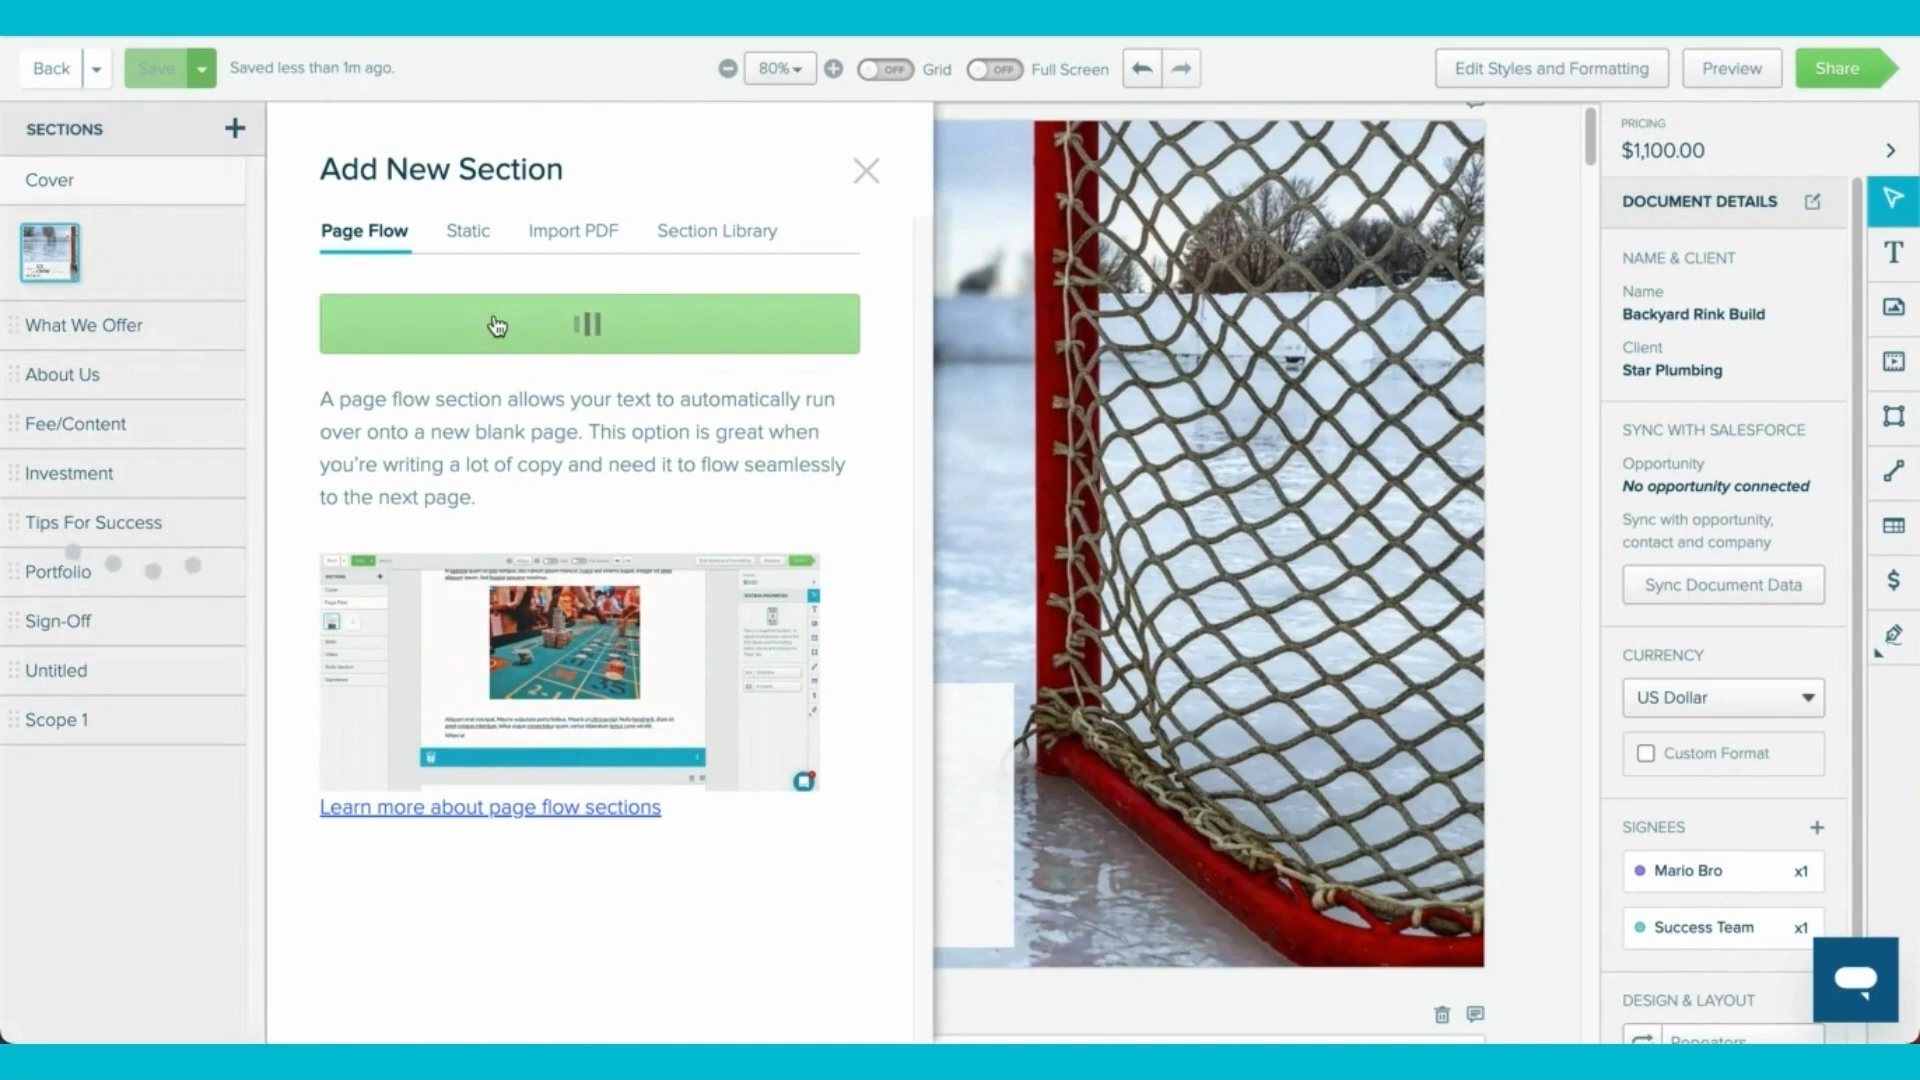 Back
Save
Saved less than 1m ago.
80%
OFF
Grid
OFF
Full Screen
Edit Styles and Formatting
Preview
Share
SECTIONS
Cover
What We Offer
About Us
Fee/Content
Investment
Tips For Success
Portfolio
Sign-Off
Untitled
Scope 1
Add New Section
Page Flow
Static
Import PDF
Section Library
A page flow section allows your text to automatically run
over onto a new blank page. This option is great when
you're writing a lot of copy and need it to flow seamlessly
to the next page.
Learn more about page flow sections
PRICING
$1,100.00
DOCUMENT DETAILS
NAME & CLIENT
Name
Backyard Rink Build
Client
Star Plumbing
SYNC WITH SALESFORCE
Opportunity
No opportunity connected
Sync with opportunity,
contact and company
Sync Document Data
CURRENCY
US Dollar
Custom Format
SIGNEES
Mario Bro x1
Success Team x1
DESIGN & LAYOUT
Repeaters